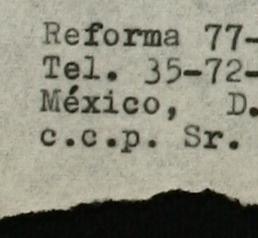 Reforma 77-
Tel. 35-72-
México, D.
c.c.p. Sr.